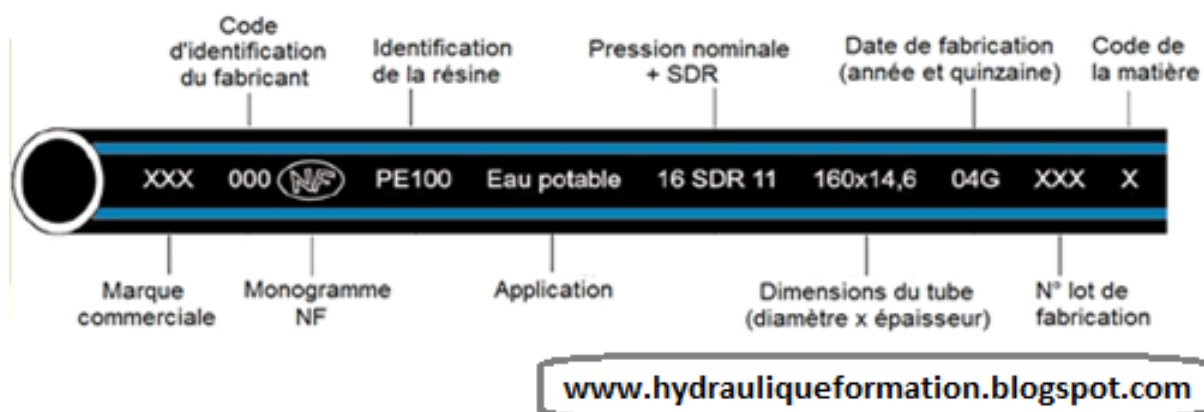 Code
d'identification
du fabricant
Identification
de la résine
Pression nominale
+ SDR
Date de fabrication
(année et quinzaine)
Code de
la matière
XXX 000 NF PE100 Eau potable 16 SDR 11 160x14,6 04G XXX X
Marque
commerciale
Monogramme
NF
Application
Dimensions du tube
(diamètre x épaisseur)
N° lot de
fabrication
www.hydrauliqueformation.blogspot.com